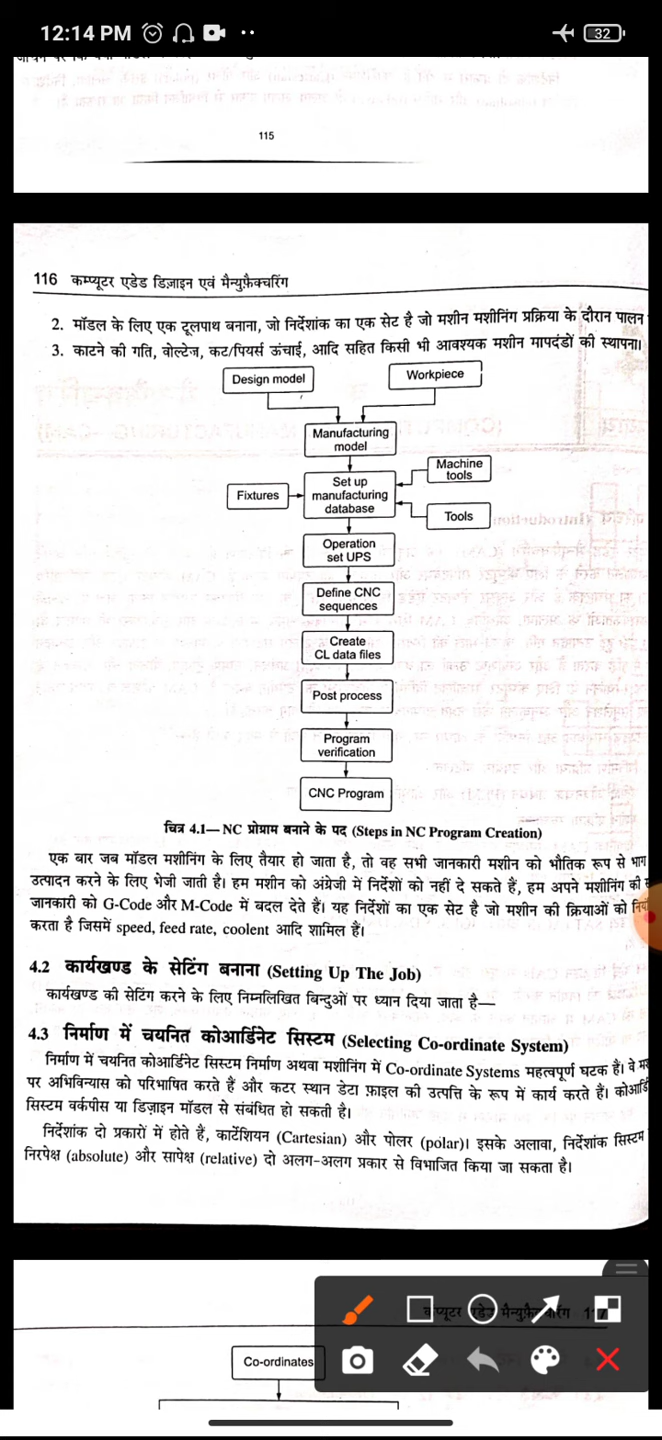 12:14 PM
32
115
116 कम्प्यूटर एडेड डिज़ाइन एवं मैन्युफ़ैक्चरिंग
2. मॉडल के लिए एक टूलपाथ बनाना, जो निर्देशांक का एक सेट है जो मशीन मशीनिंग प्रक्रिया के दौरान पालन
3. काटने की गति, वोल्टेज, कट/पियर्स ऊंचाई, आदि सहित किसी भी आवश्यक मशीन मापदंडों की स्थापना।
Design model
Workpiece
Manufacturing
model
Machine
tools
Fixtures
Set up
manufacturing
database
Tools
Operation
set UPS
Define CNC
sequences
Create
CL data files
Post process
Program
verification
CNC Program
चित्र 4.1— NC प्रोग्राम बनाने के पद (Steps in NC Program Creation)
एक बार जब मॉडल मशीनिंग के लिए तैयार हो जाता है, तो वह सभी जानकारी मशीन को भौतिक रूप से भाग
उत्पादन करने के लिए भेजी जाती है। हम मशीन को अंग्रेजी में निर्देशों को नहीं दे सकते हैं, हम अपने मशीनिंग की
जानकारी को G-Code और M-Code में बदल देते हैं। यह निर्देशों का एक सेट है जो मशीन की क्रियाओं को
करता है जिसमें speed, feed rate, coolent आदि शामिल हैं।
4.2 कार्यखण्ड के सेटिंग बनाना (Setting Up The Job)
कार्यखण्ड की सेटिंग करने के लिए निम्नलिखित बिन्दुओं पर ध्यान दिया जाता है—
4.3 निर्माण में चयनित कोआर्डिनेट सिस्टम (Selecting Co-ordinate System)
निर्माण में चयनित कोआर्डिनेट सिस्टम निर्माण अथवा मशीनिंग में Co-ordinate Systems महत्वपूर्ण घटक हैं। वे
पर अभिविन्यास को परिभाषित करते हैं और कटर स्थान डेटा फ़ाइल की उत्पत्ति के रूप में कार्य करते हैं।
सिस्टम वर्कपीस या डिज़ाइन मॉडल से संबंधित हो सकती है।
निर्देशांक दो प्रकारों में होते हैं, कार्टेशियन (Cartesian) और पोलर (polar)। इसके अलावा, निर्देशांक सिस्टम
निरपेक्ष (absolute) और सापेक्ष (relative) दो अलग-अलग प्रकार से विभाजित किया जा सकता है।
Co-ordinates